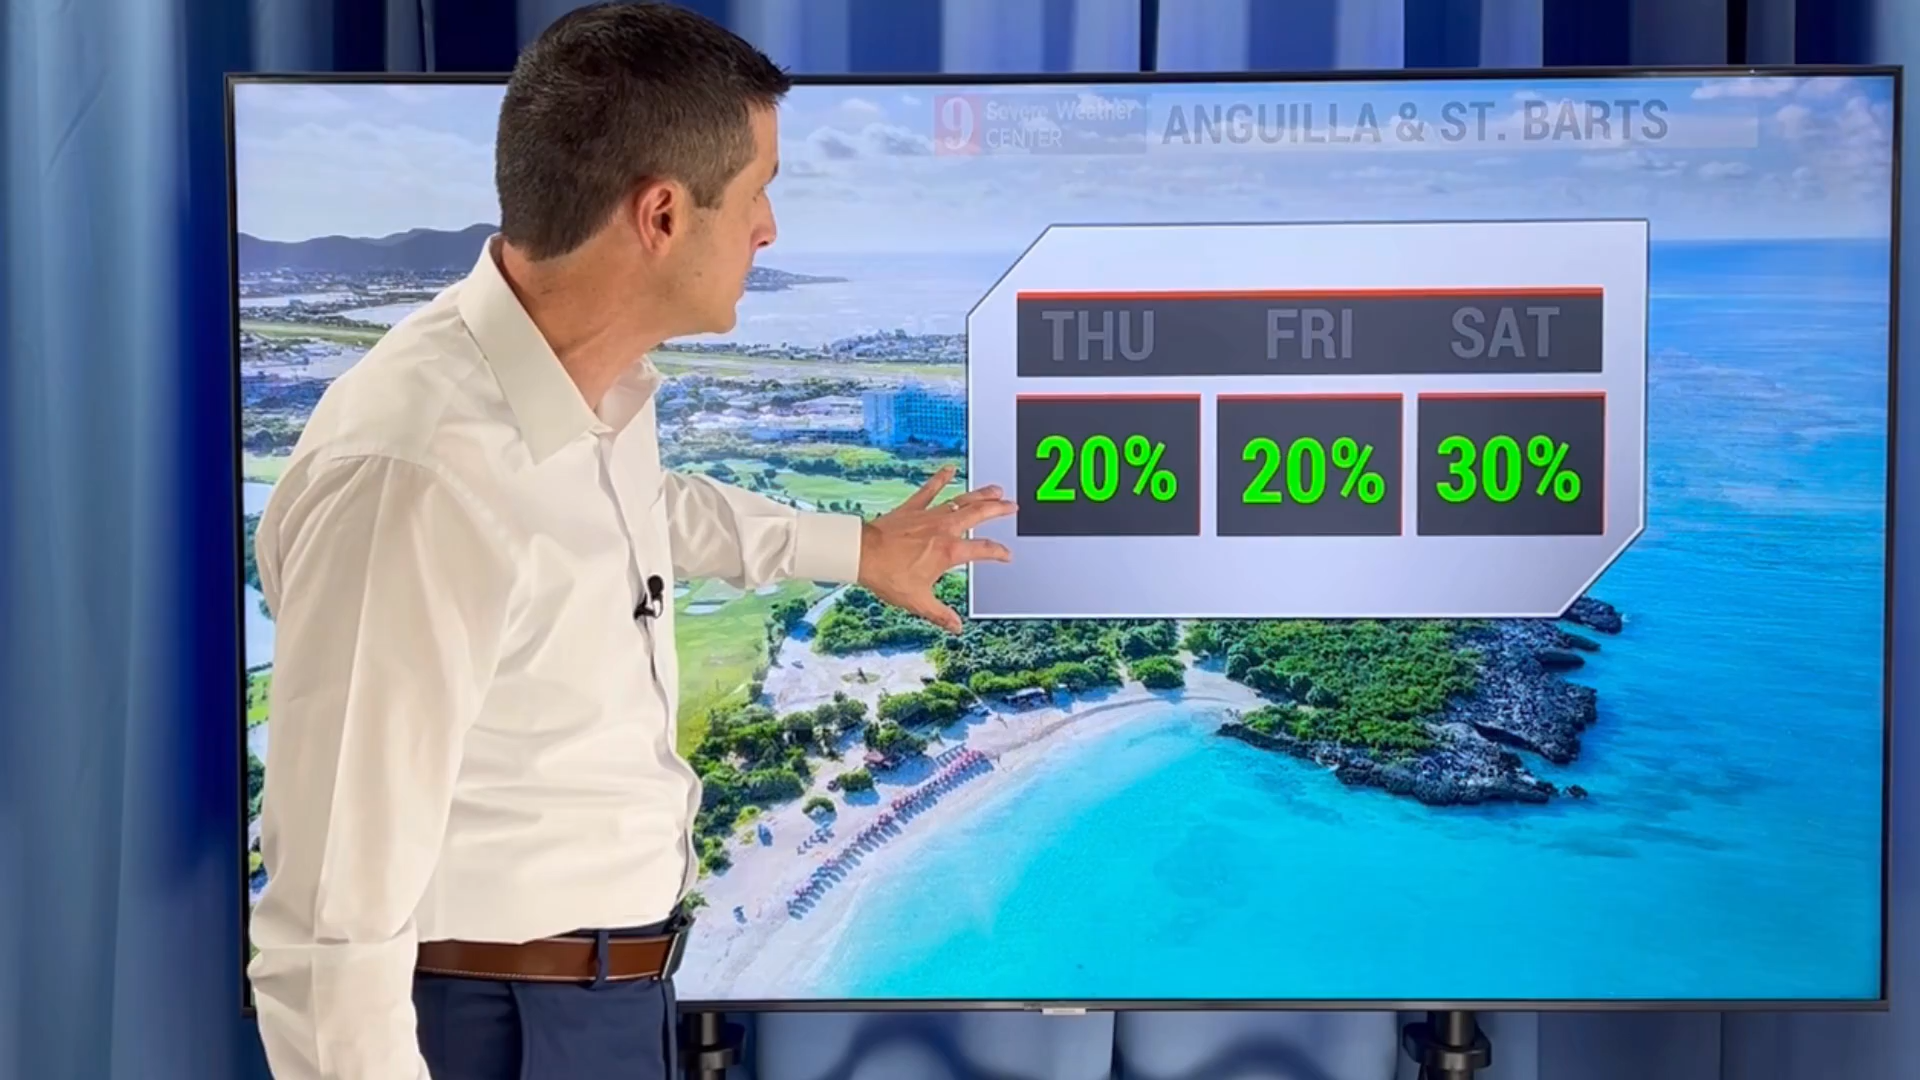 9 Severe Weather
CENTER
ANGUILLA & ST. BARTS
THU FRI SAT
20% 20% 30%